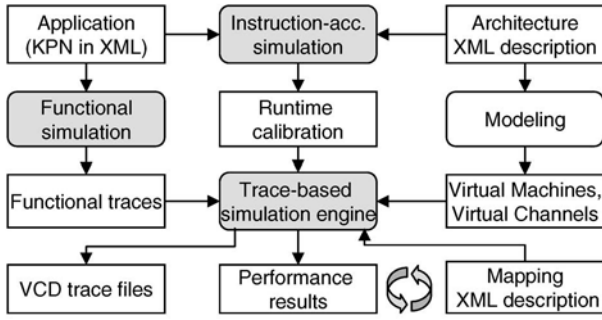 Application
(KPN in XML)
Instruction-acc.
simulation
Architecture
XML description
Functional
simulation
Runtime
calibration
Modeling
Functional traces
Trace-based
simulation engine
Virtual Machines,
Virtual Channels
VCD trace files
Performance
results
Mapping
XML description